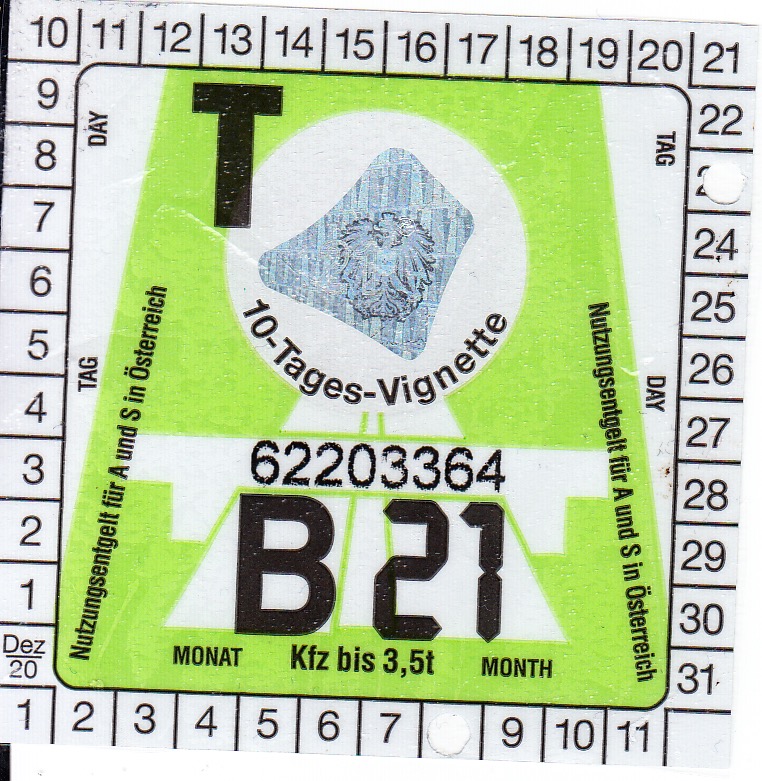 10 11 12 13 14 15 16 17 18 19 20 21
9
8
7
6
5
4
3
2
1
Dez
20
22
24
25
26
27
28
29
30
31
DAY
TAG
TAG
DAY
T
10-Tages-Vignette
Nutzungsentgelt für A und S in Österreich
Nutzungsentgelt für A und S in Österreich
62203364
B 21
MONAT Kfz bis 3,5t MONTH
1 2 3 4 5 6 7 9 10 11